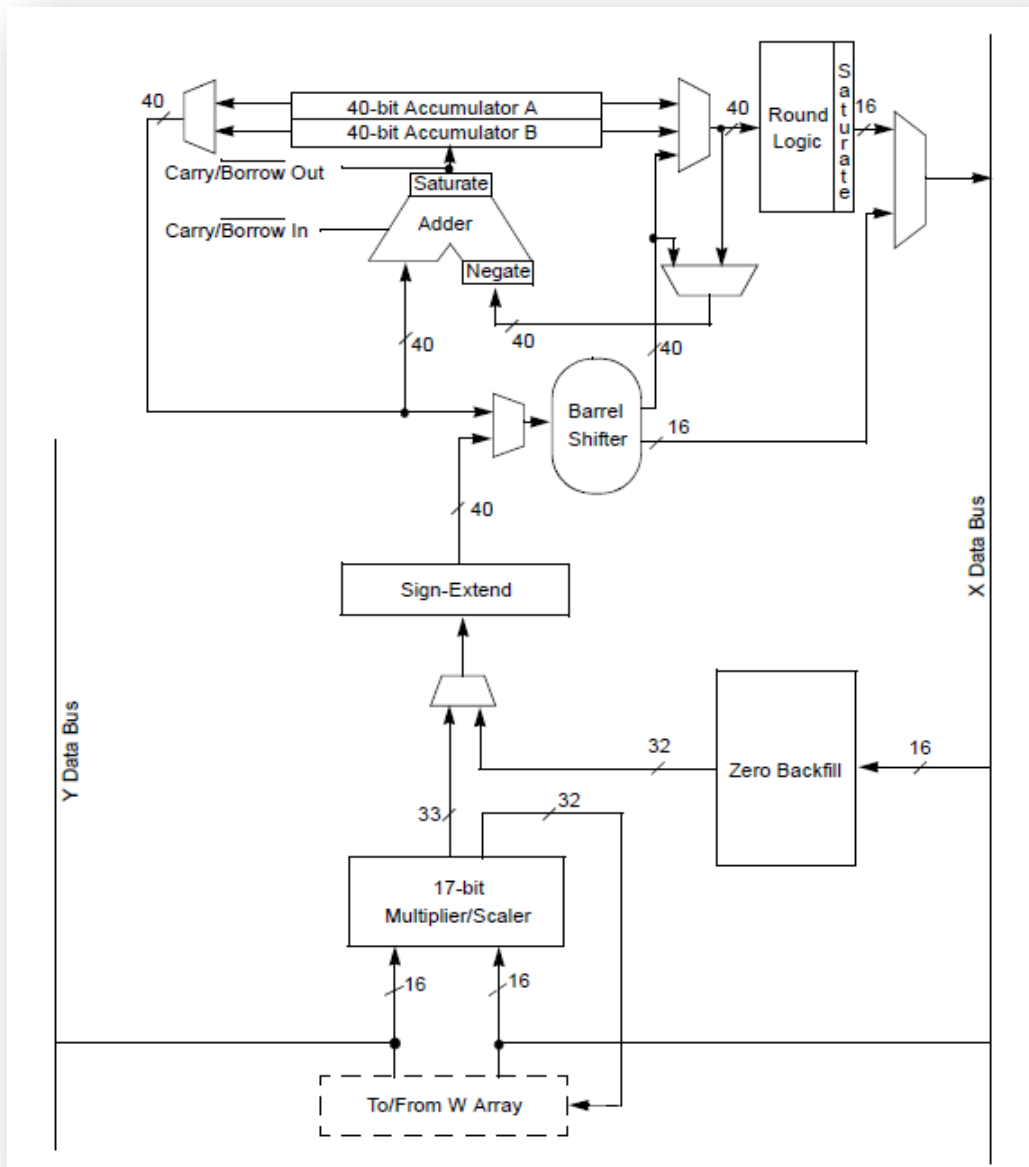 40
40-bit Accumulator A
40-bit Accumulator B
Carry/Borrow Out
Saturate
Carry/Borrow In
Adder
Negate
40
Round
Logic
Saturate
16
40
40
40
Barrel
Shifter
16
40
Sign-Extend
X Data Bus
Y Data Bus
33
32
32
Zero Backfill
16
17-bit
Multiplier/Scaler
16
16
To/From W Array